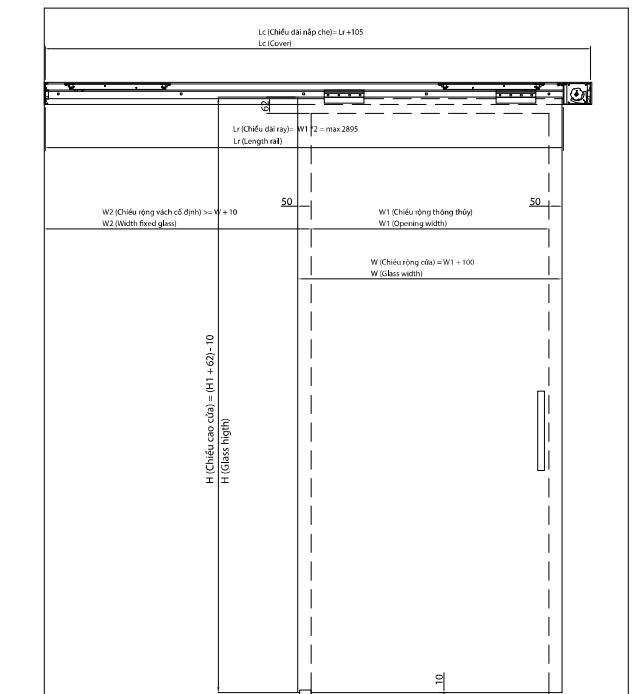 Lc (Chiều dài nắp che)= Lr +105
Lc (Cover)
62
Lr (Chiều dài ray)= W1 *2 = max 2895
Lr (Length rail)
50
50
W2 (Chiều rộng vách cố định) >= W + 10
W2 (Width fixed glass)
W1 (Chiều rộng thông thủy)
W1 (Opening width)
W (Chiều rộng cửa) = W1 + 100
W (Glass width)
H (Chiều cao cửa) = (H1 + 62)- 10
H (Glass higth)
10